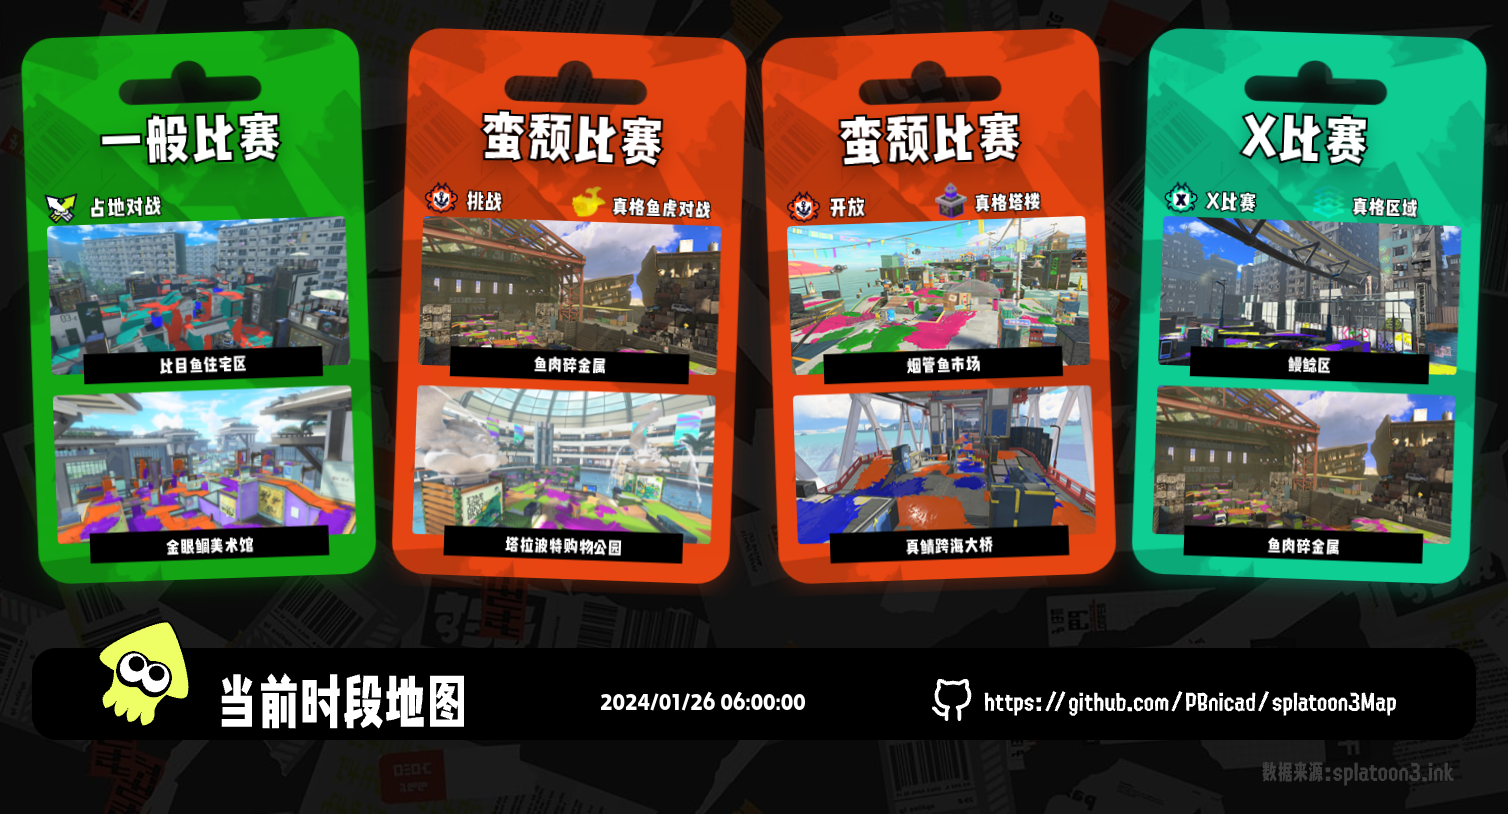 一般比赛
占地对战
比目鱼住宅区
金眼鲷美术馆
蛮颓比赛
挑战
真格鱼虎对战
鱼肉碎金属
塔拉波特购物公园
蛮颓比赛
开放
真格塔楼
烟管鱼市场
真鲭跨海大桥
X比赛
X比赛
真格区域
鳗鲶区
鱼肉碎金属
当前时段地图
2024/01/26 06:00:00
https://github.com/PBnicad/splatoon3Map
数据来源:splatoon3.ink